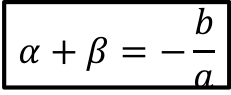 α + β = −b/a